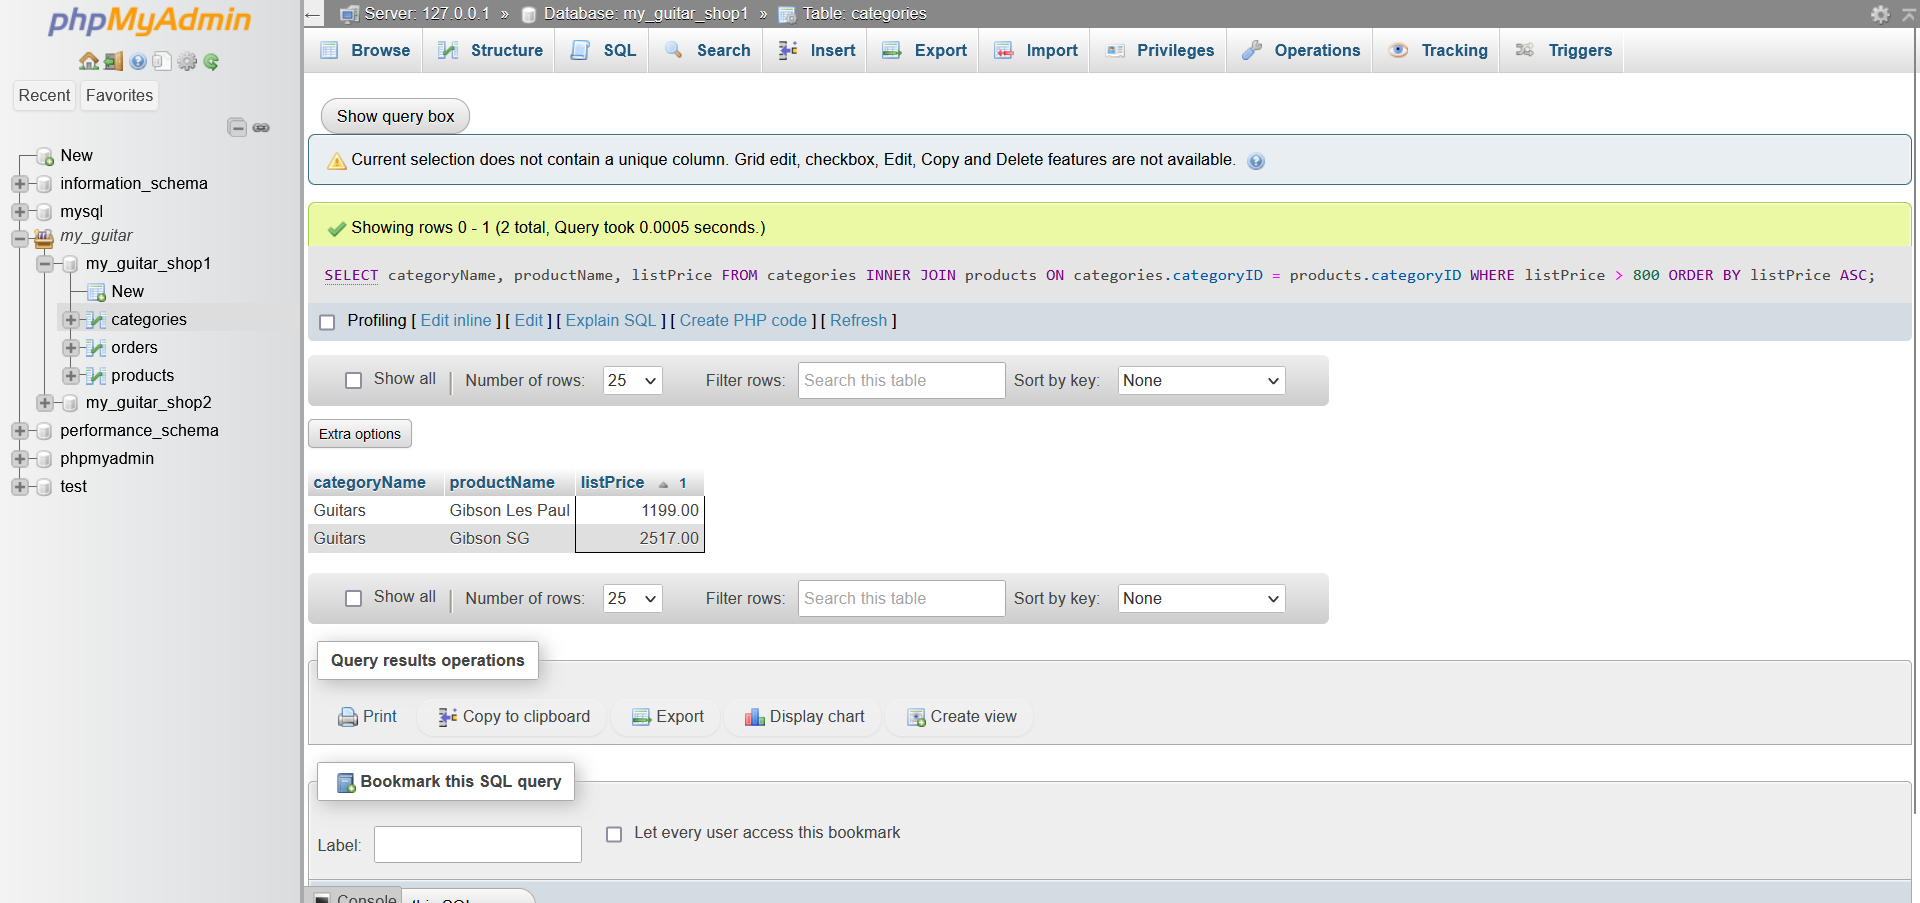 phpMyAdmin
Recent Favorites
New
information_schema
mysql
my_guitar
my_guitar_shop1
New
categories
orders
products
my_guitar_shop2
performance_schema
phpmyadmin
test
Server: 127.0.0.1 » Database: my_guitar_shop1 » Table: categories
Browse Structure SQL Search Insert Export Import Privileges Operations Tracking Triggers
Show query box
Current selection does not contain a unique column. Grid edit, checkbox, Edit, Copy and Delete features are not available.
Showing rows 0 - 1 (2 total, Query took 0.0005 seconds.)
SELECT categoryName, productName, listPrice FROM categories INNER JOIN products ON categories.categoryID = products.categoryID WHERE listPrice > 800 ORDER BY listPrice ASC;
Profiling [ Edit inline ] [ Edit ] [ Explain SQL ] [ Create PHP code ] [ Refresh ]
Show all | Number of rows: 25 Filter rows: Search this table Sort by key: None
Extra options
categoryName productName listPrice 1
Guitars Gibson Les Paul 1199.00
Guitars Gibson SG 2517.00
Show all | Number of rows: 25 Filter rows: Search this table Sort by key: None
Query results operations
Print Copy to clipboard Export Display chart Create view
Bookmark this SQL query
Label: Let every user access this bookmark
Console this SQL